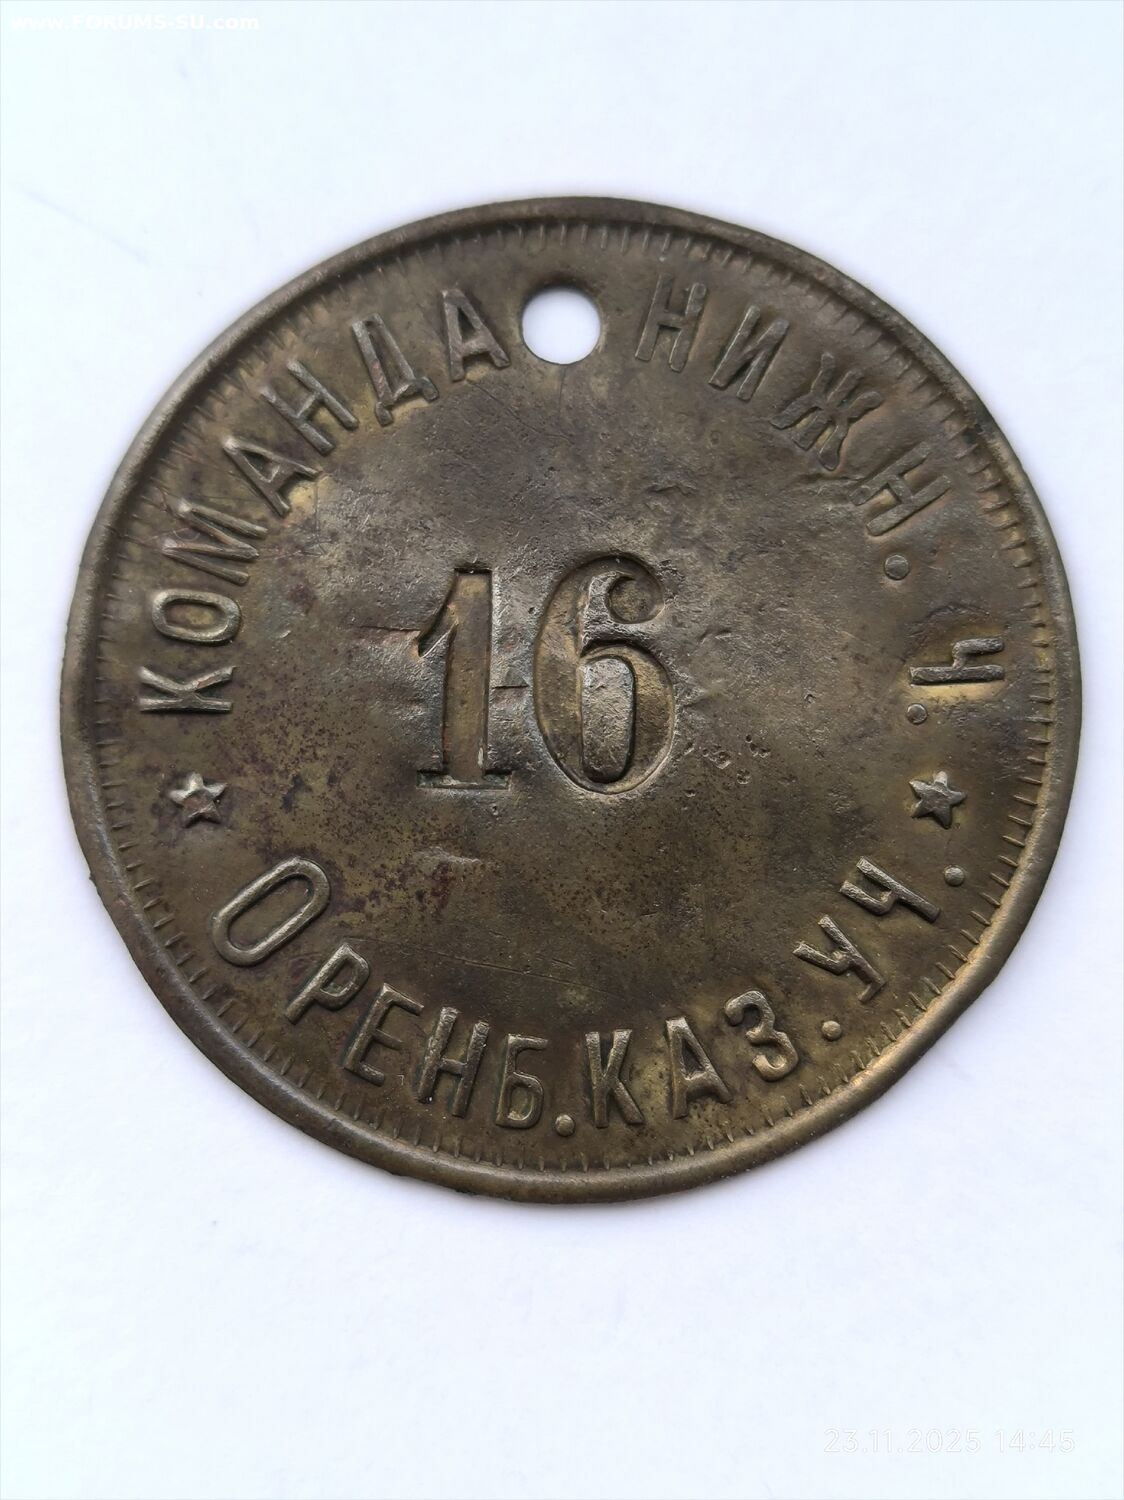 www.FORUMS-SU.com
КОМАНДА НИЖН. Ч.
16
ОРЕНБ. КАЗ. УЧ.
23.11.2025 14:45